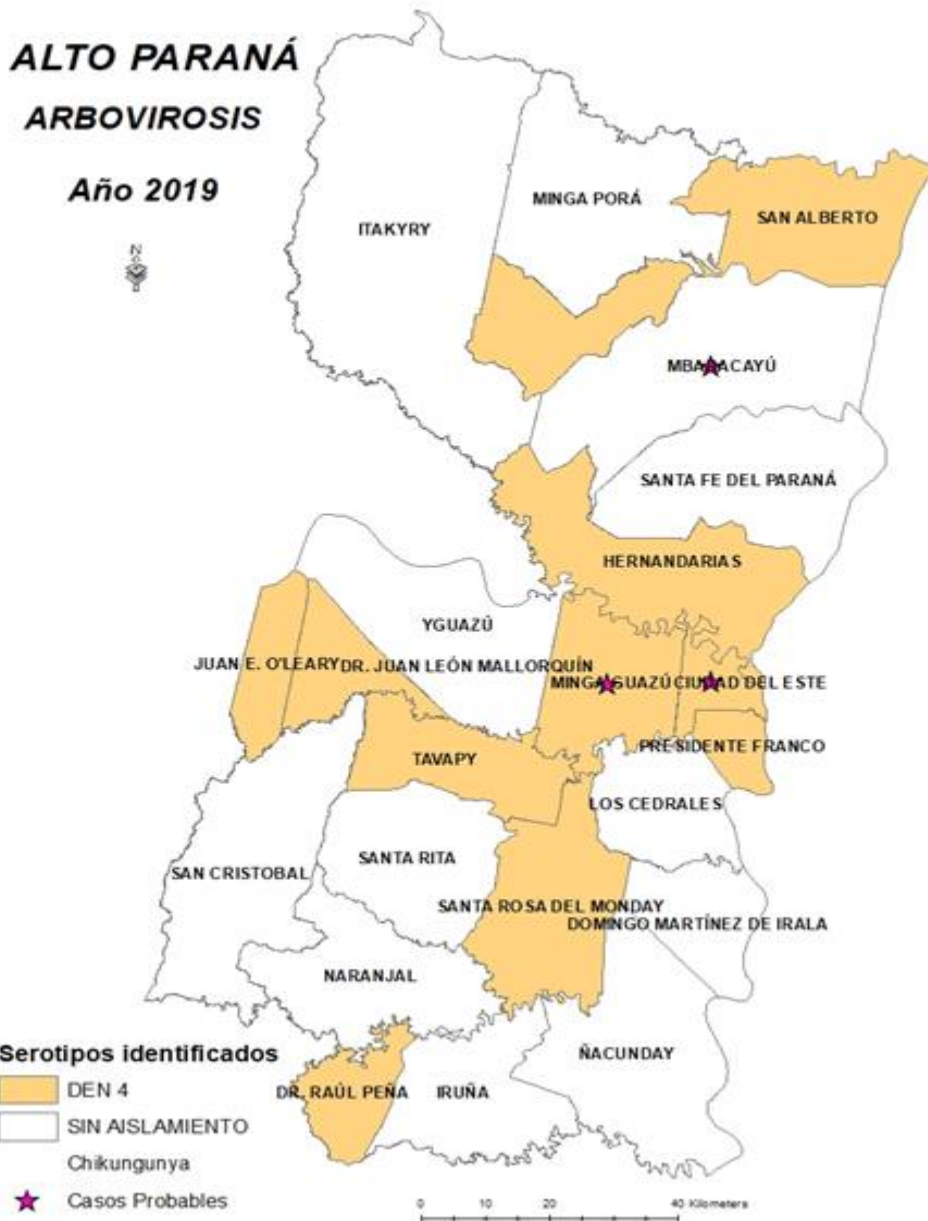 ALTO PARANÁ
ARBOVIROSIS
Año 2019
N
MINGA PORÁ
SAN ALBERTO
ITAKYRY
MBARACAYÚ
SANTA FE DEL PARANÁ
HERNANDARIAS
YGUAZÚ
JUAN E. O'LEARY
DR. JUAN LEÓN MALLORQUÍN
MINGA GUAZÚ
CIUDAD DEL ESTE
PRESIDENTE FRANCO
TAVAPY
LOS CEDRALES
SANTA RITA
SAN CRISTOBAL
SANTA ROSA DEL MONDAY
DOMINGO MARTÍNEZ DE IRALA
NARANJAL
ÑACUNDAY
DR. RAÚL PEÑA
IRUÑA
Serotipos identificados
DEN 4
SIN AISLAMIENTO
Chikungunya
Casos Probables
0 10 20 40 Kilometers